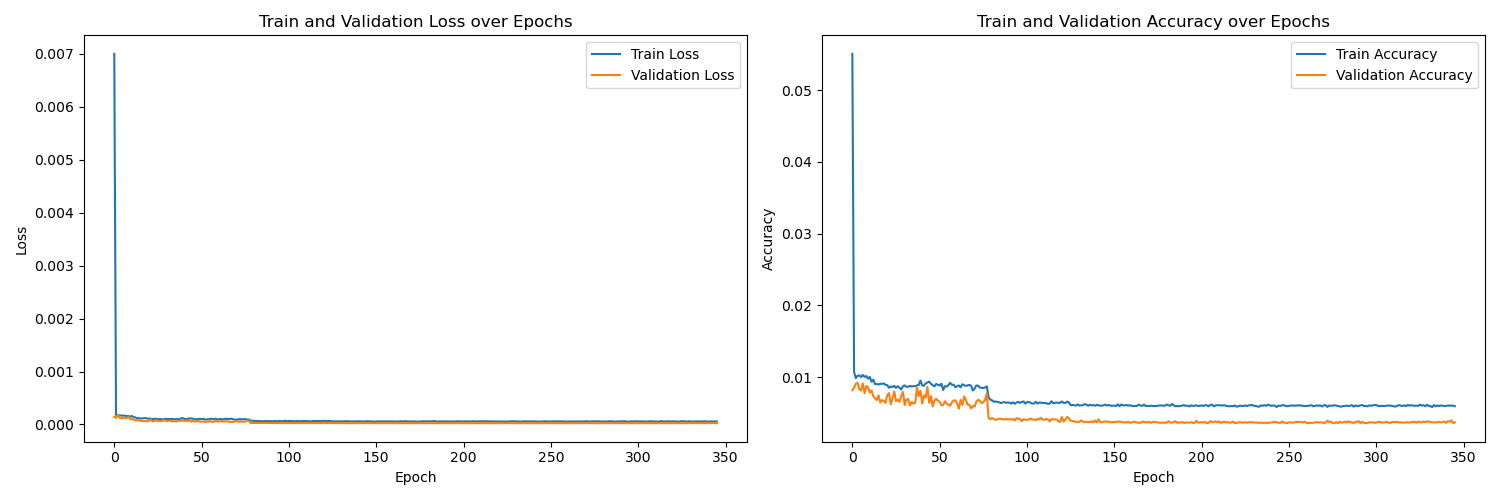 Train and Validation Loss over Epochs
Train Loss
Validation Loss
0.007
0.006
0.005
0.004
0.003
0.002
0.001
0.000
Loss
0
50
100
150
200
250
300
350
Epoch
Train and Validation Accuracy over Epochs
Train Accuracy
Validation Accuracy
0.05
0.04
0.03
0.02
0.01
Accuracy
0
50
100
150
200
250
300
350
Epoch